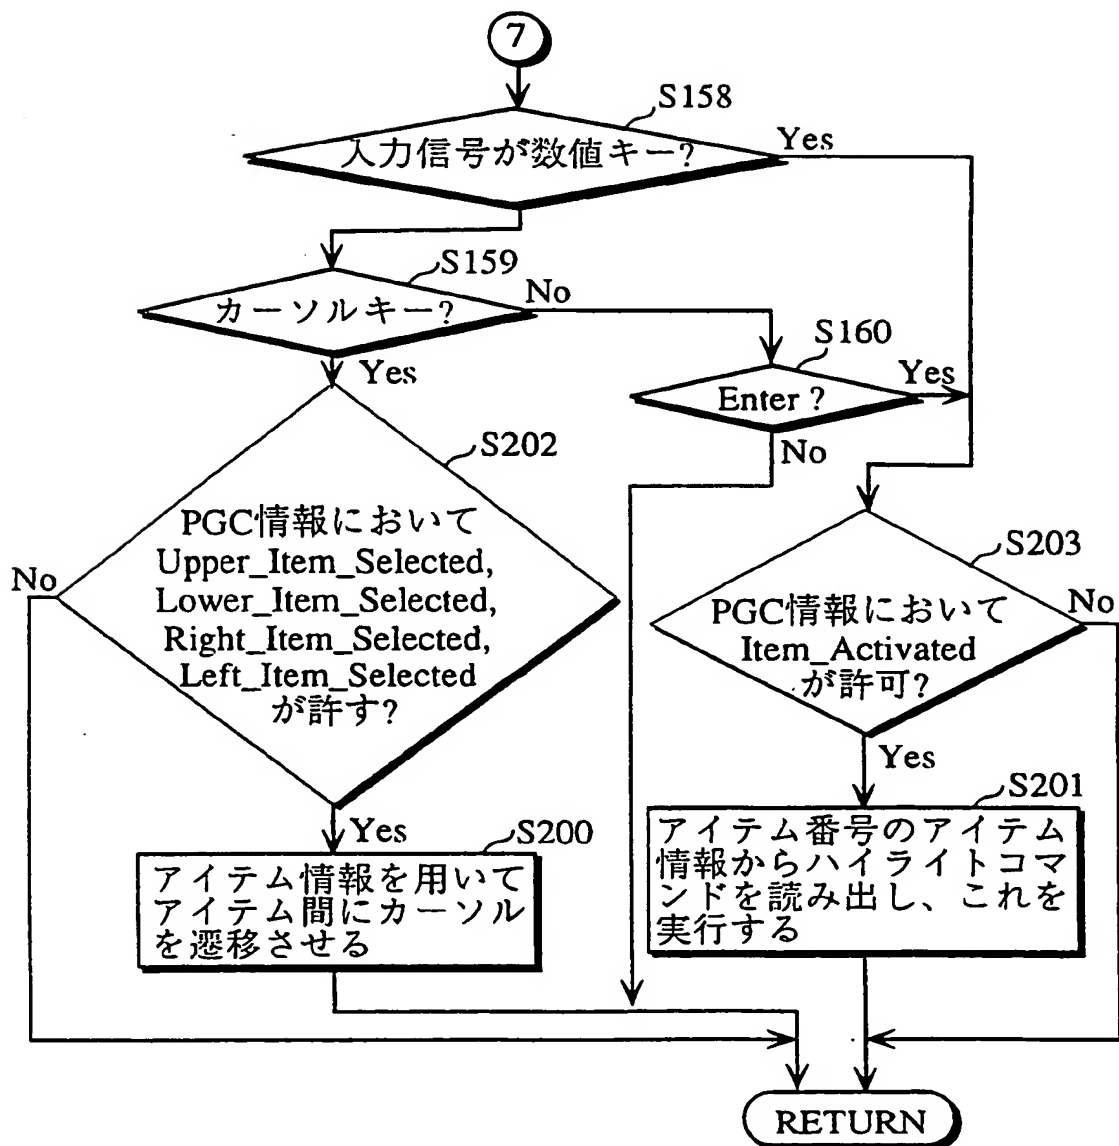 7
S158
入力信号が数値キー?
Yes
S159
カーソルキー?
No
S160
Yes
Enter ?
Yes
No
S202
PGC情報において
Upper_Item_Selected,
Lower_Item_Selected,
Right_Item_Selected,
Left_Item_Selected
が許す?
No
S203
PGC情報において
Item_Activated
が許可?
No
Yes
Yes
S200
アイテム情報を用いて
アイテム間にカーソル
を遷移させる
S201
アイテム番号のアイテム
情報からハイライトコマ
ンドを読み出し、これを
実行する
RETURN